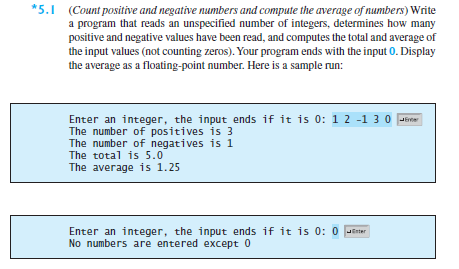 *5.1 (Count positive and negative numbers and compute the average of numbers) Write
a program that reads an unspecified number of integers, determines how many
positive and negative values have been read, and computes the total and average of
the input values (not counting zeros). Your program ends with the input 0. Display
the average as a floating-point number. Here is a sample run:
Enter an integer, the input ends if it is 0: 1 2 -1 3 0 ↵Enter
The number of positives is 3
The number of negatives is 1
The total is 5.0
The average is 1.25
Enter an integer, the input ends if it is 0: 0 ↵Enter
No numbers are entered except 0